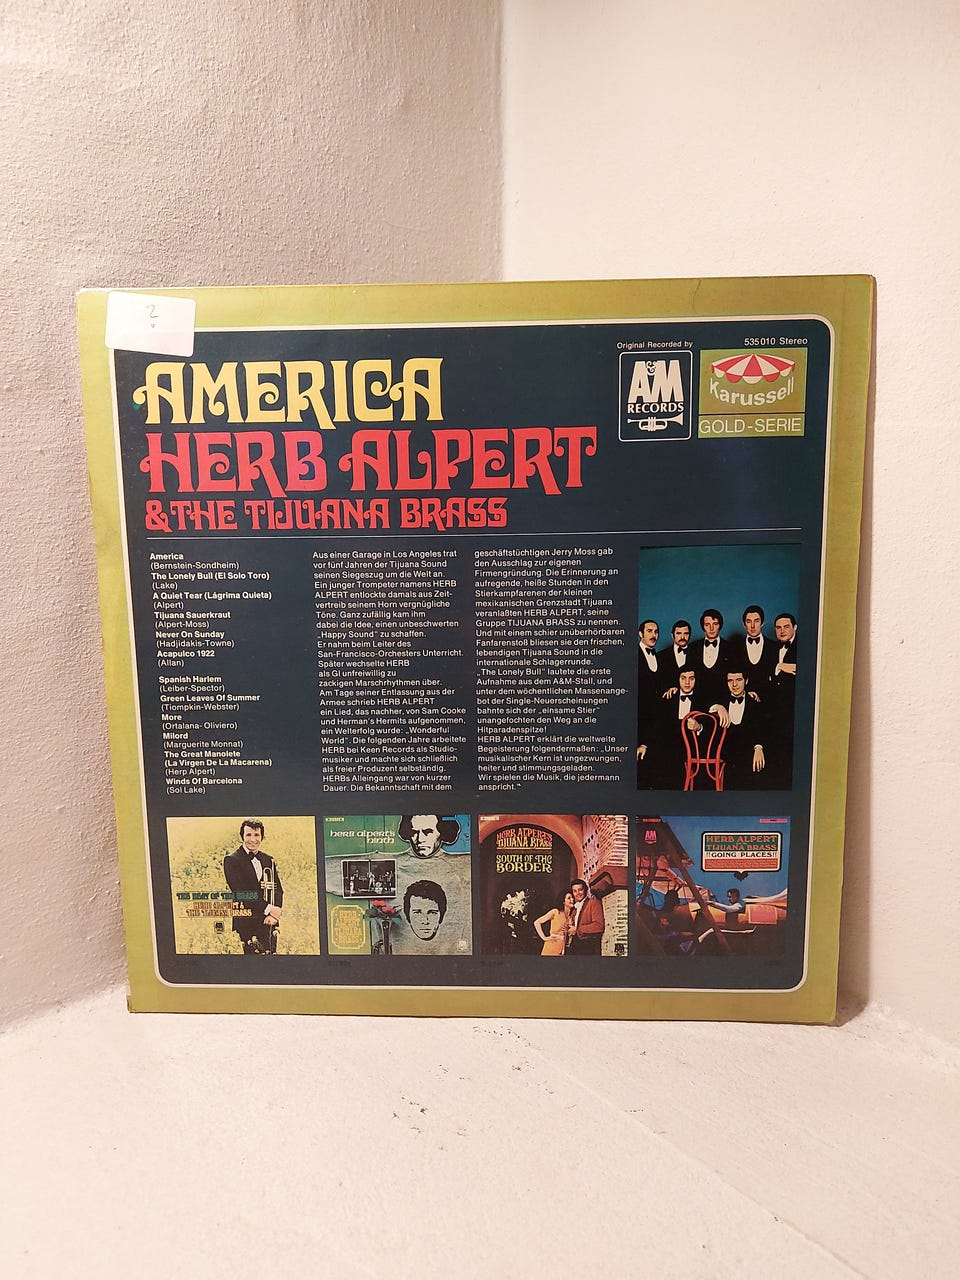 2
Original Recorded by
535 010 Stereo
A&M
RECORDS
Karussell
GOLD-SERIE
AMERICA
HERB ALPERT
& THE TIJUANA BRASS
America
(Bernstein-Sondheim)
The Lonely Bull (El Solo Toro)
(Lake)
A Quiet Tear (Lágrima Quieta)
(Alpert)
Tijuana Sauerkraut
(Alpert-Moss)
Never On Sunday
(Hadjidakis-Towne)
Acapulco 1922
(Allan)
Spanish Harlem
(Leiber-Spector)
Green Leaves Of Summer
(Tiompkin-Webster)
More
(Ortalana- Oliviero)
Milord
(Marguerite Monnat)
The Great Manolete
(La Virgen De La Macarena)
(Herp Alpert)
Winds Of Barcelona
(Sol Lake)
Aus einer Garage in Los Angeles trat
vor fünf Jahren der Tijuana Sound
seinen Siegeszug um die Welt an.
Ein junger Trompeter namens HERB
ALPERT entlockte damals aus Zeit-
vertreib seinem Horn vergnügliche
Töne. Ganz zufällig kam ihm
dabei die Idee, einen unbeschwerten
„Happy Sound" zu schaffen.
Er nahm beim Leiter des
San-Francisco-Orchesters Unterricht.
Später wechselte HERB
als GI unfreiwillig zu
zackigen Marschrhythmen über.
Am Tage seiner Entlassung aus der
Armee schrieb HERB ALPERT
ein Lied, das nachher, von Sam Cooke
und Herman's Hermits aufgenommen,
ein Welterfolg wurde: „Wonderful
World". Die folgenden Jahre arbeitete
HERB bei Keen Records als Studio-
musiker und machte sich schließlich
als freier Produzent selbständig.
HERBs Alleingang war von kurzer
Dauer. Die Bekanntschaft mit dem
geschäftstüchtigen Jerry Moss gab
den Ausschlag zur eigenen
Firmengründung. Die Erinnerung an
aufregende, heiße Stunden in den
Stierkampfarenen der kleinen
mexikanischen Grenzstadt Tijuana
veranlaßten HERB ALPERT, seine
Gruppe TIJUANA BRASS zu nennen.
Und mit einem schier unüberhörbaren
Fanfarenstoß bliesen sie den frischen,
lebendigen Tijuana Sound in die
internationale Schlagerrunde.
„The Lonely Bull" lautete die erste
Aufnahme aus dem A&M-Stall, und
unter dem wöchentlichen Massenange-
bot der Single-Neuerscheinungen
bahnte sich der „einsame Stier"
unangefochten den Weg an die
Hitparadenspitze!
HERB ALPERT erklärt die weltweite
Begeisterung folgendermaßen: „Unser
musikalischer Kern ist ungezwungen,
heiter und stimmungsgeladen.
Wir spielen die Musik, die jedermann
anspricht."
THE BEAT OF THE BRASS
HERB ALPERT &
THE TIJUANA BRASS
herb alpert's
ninth
HERB ALPERT'S
TIJUANA BRASS
SOUTH OF THE
BORDER
A&M
HERB ALPERT
TIJUANA BRASS
!!GOING PLACES!!